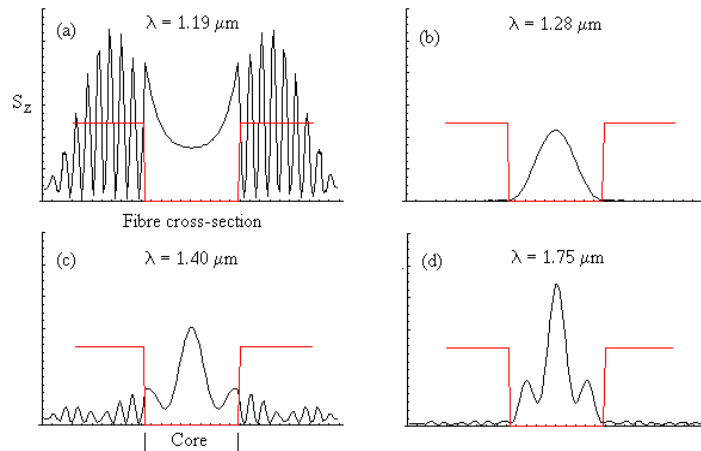 (a)
λ = 1.19 μm
(b)
λ = 1.28 μm
S_z
Fibre cross-section
(c)
λ = 1.40 μm
(d)
λ = 1.75 μm
Core